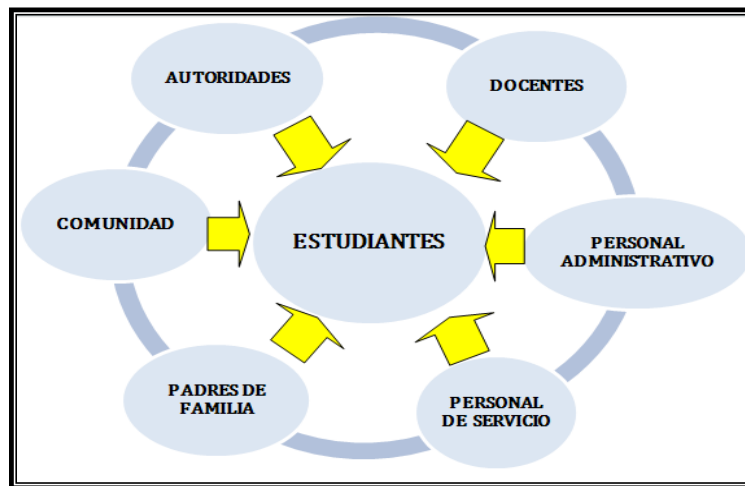 AUTORIDADES
DOCENTES
COMUNIDAD
ESTUDIANTES
PERSONAL
ADMINISTRATIVO
PADRES DE
FAMILIA
PERSONAL
DE SERVICIO